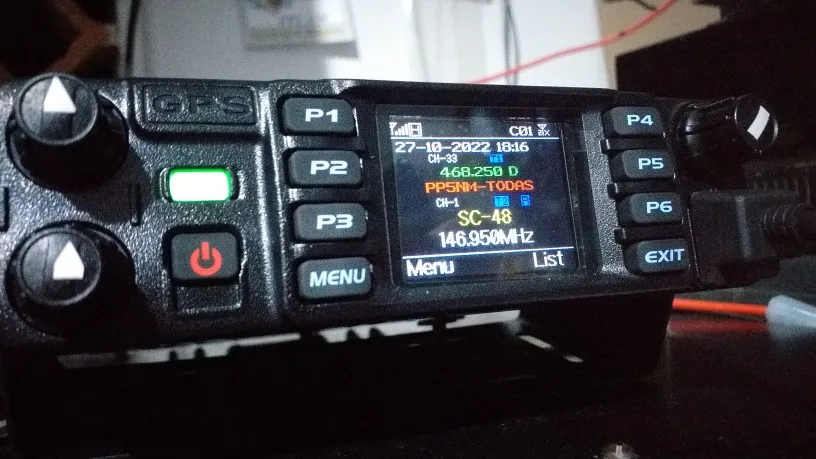 GPS
P1
P2
P3
MENU
C01
27-10-2022 18:16
CH-33
468.250 D
PP5NM-TODAS
CH-1
SC-48
146.950MHz
Menu
List
P4
P5
P6
EXIT